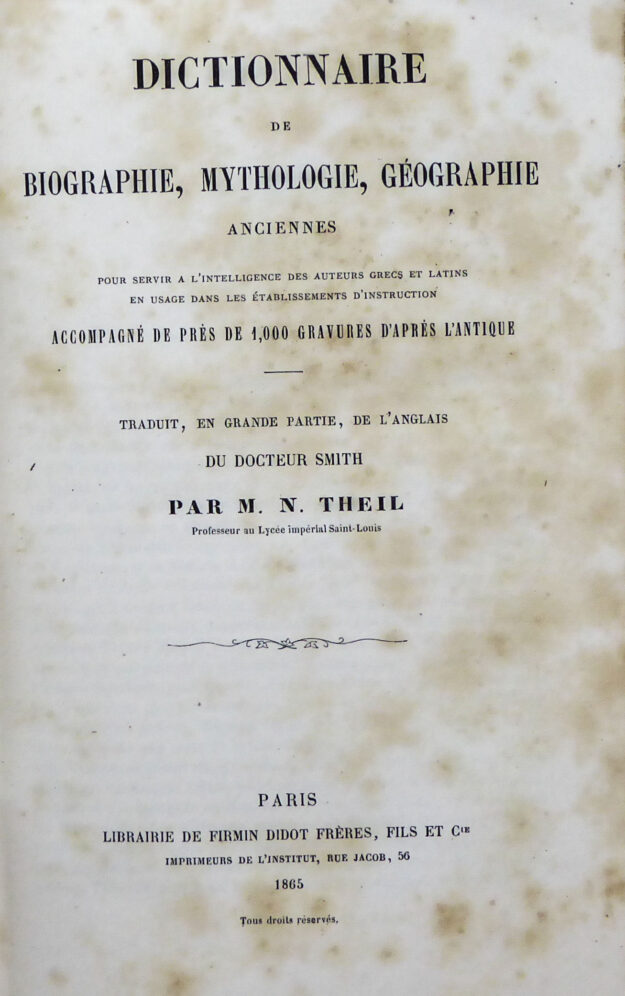 DICTIONNAIRE
DE
BIOGRAPHIE, MYTHOLOGIE, GÉOGRAPHIE
ANCIENNES
POUR SERVIR A L'INTELLIGENCE DES AUTEURS GRECS ET LATINS
EN USAGE DANS LES ÉTABLISSEMENTS D'INSTRUCTION
ACCOMPAGNÉ DE PRÈS DE 1,000 GRAVURES D'APRÈS L'ANTIQUE
TRADUIT, EN GRANDE PARTIE, DE L'ANGLAIS
DU DOCTEUR SMITH
PAR M. N. THEIL
Professeur au Lycée impérial Saint-Louis
PARIS
LIBRAIRIE DE FIRMIN DIDOT FRÈRES, FILS ET Cie
IMPRIMEURS DE L'INSTITUT, RUE JACOB, 56
1865
Tous droits réservés.